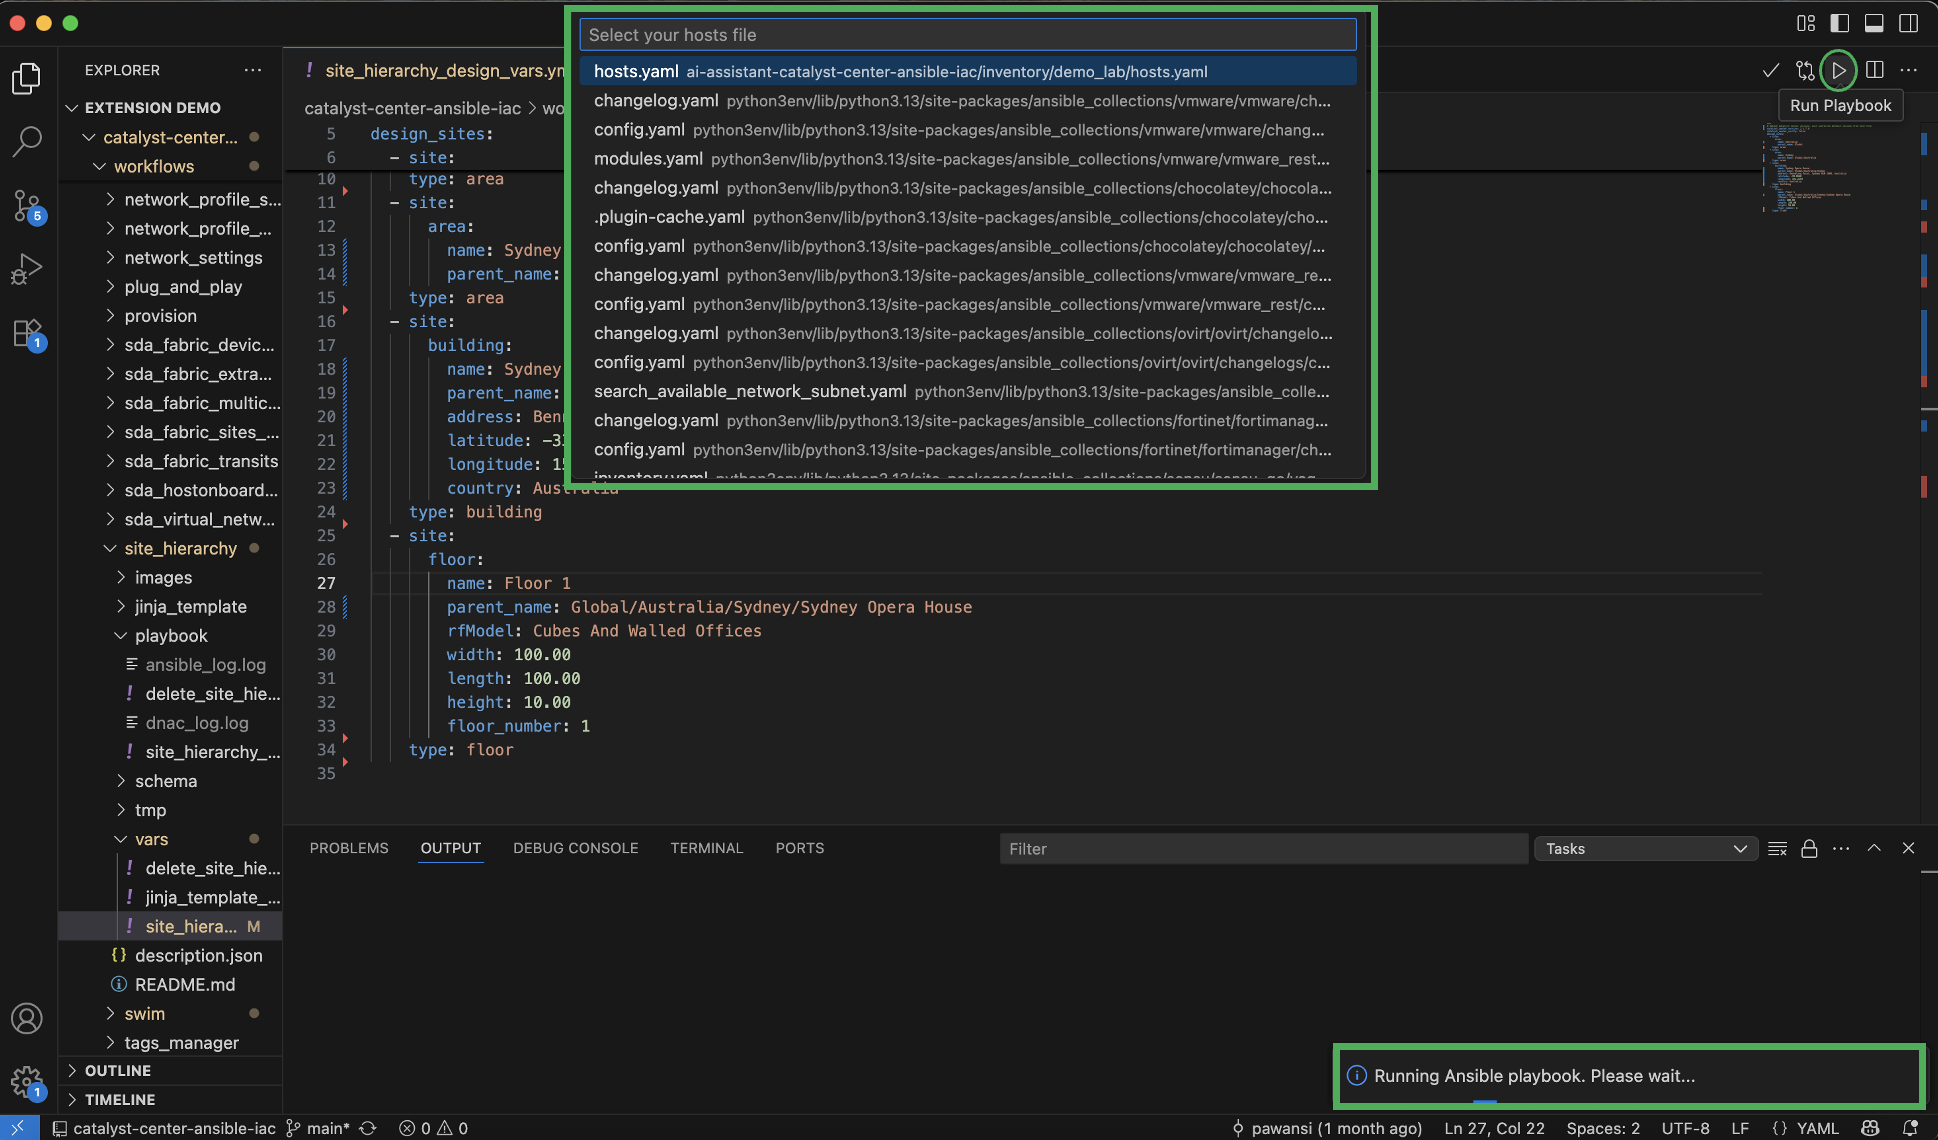 Select your hosts file
hosts.yaml ai-assistant-catalyst-center-ansible-iac/inventory/demo_lab/hosts.yaml
changelog.yaml python3env/lib/python3.13/site-packages/ansible_collections/vmware/vmware/ch...
config.yaml python3env/lib/python3.13/site-packages/ansible_collections/vmware/vmware/chang...
modules.yaml python3env/lib/python3.13/site-packages/ansible_collections/vmware/vmware_rest...
changelog.yaml python3env/lib/python3.13/site-packages/ansible_collections/chocolatey/chocola...
.plugin-cache.yaml python3env/lib/python3.13/site-packages/ansible_collections/chocolatey/cho...
config.yaml python3env/lib/python3.13/site-packages/ansible_collections/chocolatey/chocolatey/...
changelog.yaml python3env/lib/python3.13/site-packages/ansible_collections/vmware/vmware_re...
config.yaml python3env/lib/python3.13/site-packages/ansible_collections/vmware/vmware_rest/c...
changelog.yaml python3env/lib/python3.13/site-packages/ansible_collections/ovirt/ovirt/changelo...
config.yaml python3env/lib/python3.13/site-packages/ansible_collections/ovirt/ovirt/changelogs/c...
search_available_network_subnet.yaml python3env/lib/python3.13/site-packages/ansible_colle...
changelog.yaml python3env/lib/python3.13/site-packages/ansible_collections/fortinet/fortimanag...
config.yaml python3env/lib/python3.13/site-packages/ansible_collections/fortinet/fortimanager/ch...
Run Playbook
EXPLORER
EXTENSION DEMO
catalyst-center...
workflows
network_profile_s...
network_profile_...
network_settings
plug_and_play
provision
sda_fabric_devic...
sda_fabric_extra...
sda_fabric_multic...
sda_fabric_sites_...
sda_fabric_transits
sda_hostonboard...
sda_virtual_netw...
site_hierarchy
images
jinja_template
playbook
ansible_log.log
! delete_site_hie...
dnac_log.log
! site_hierarchy_...
schema
tmp
vars
! delete_site_hie...
! jinja_template_...
! site_hiera... M
{} description.json
README.md
swim
tags_manager
OUTLINE
TIMELINE
5
1
1
! site_hierarchy_design_vars.ym
catalyst-center-ansible-iac > wo
5 design_sites:
6 - site:
10 type: area
11 - site:
12 area:
13 name: Sydney
14 parent_name:
15 type: area
16 - site:
17 building:
18 name: Sydney
19 parent_name:
20 address: Benn
21 latitude: -33
22 longitude: 15
23 country: Australia
24 type: building
25 - site:
26 floor:
27 name: Floor 1
28 parent_name: Global/Australia/Sydney/Sydney Opera House
29 rfModel: Cubes And Walled Offices
30 width: 100.00
31 length: 100.00
32 height: 10.00
33 floor_number: 1
34 type: floor
35
PROBLEMS OUTPUT DEBUG CONSOLE TERMINAL PORTS Filter Tasks
Running Ansible playbook. Please wait...
catalyst-center-ansible-iac main* 0 0 pawansi (1 month ago) Ln 27, Col 22 Spaces: 2 UTF-8 LF {} YAML